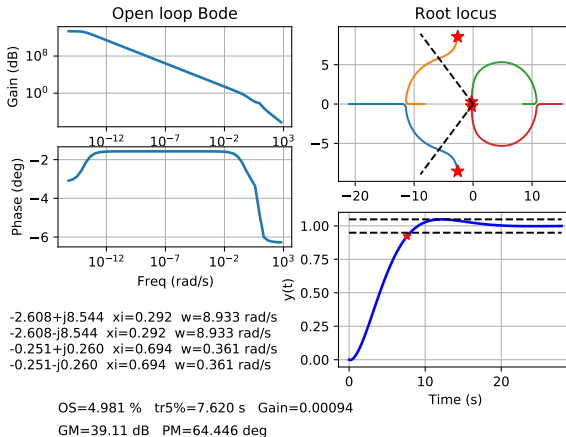 Open loop Bode
Root locus
Gain (dB)
10^8
10^0
10^-12
10^-7
10^-2
10^3
5
0
−5
−20
−10
0
10
Phase (deg)
−2
−4
−6
10^-12
10^-7
10^-2
10^3
Freq (rad/s)
y(t)
1.00
0.75
0.50
0.25
0.00
0
10
20
Time (s)
-2.608+j8.544 xi=0.292 w=8.933 rad/s
-2.608-j8.544 xi=0.292 w=8.933 rad/s
-0.251+j0.260 xi=0.694 w=0.361 rad/s
-0.251-j0.260 xi=0.694 w=0.361 rad/s
OS=4.981 % tr5%=7.620 s Gain=0.00094
GM=39.11 dB PM=64.446 deg